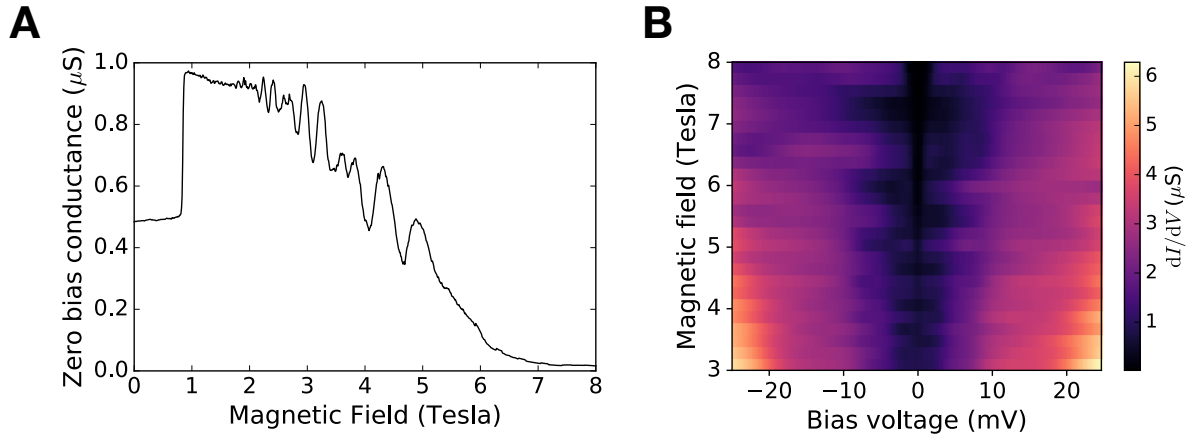 A
Zero bias conductance (μS)
1.0
0.8
0.6
0.4
0.2
0.0
0 1 2 3 4 5 6 7 8
Magnetic Field (Tesla)
B
Magnetic field (Tesla)
8
7
6
5
4
3
−20 −10 0 10 20
Bias voltage (mV)
6
5
4
3
2
1
dI/dV (μS)